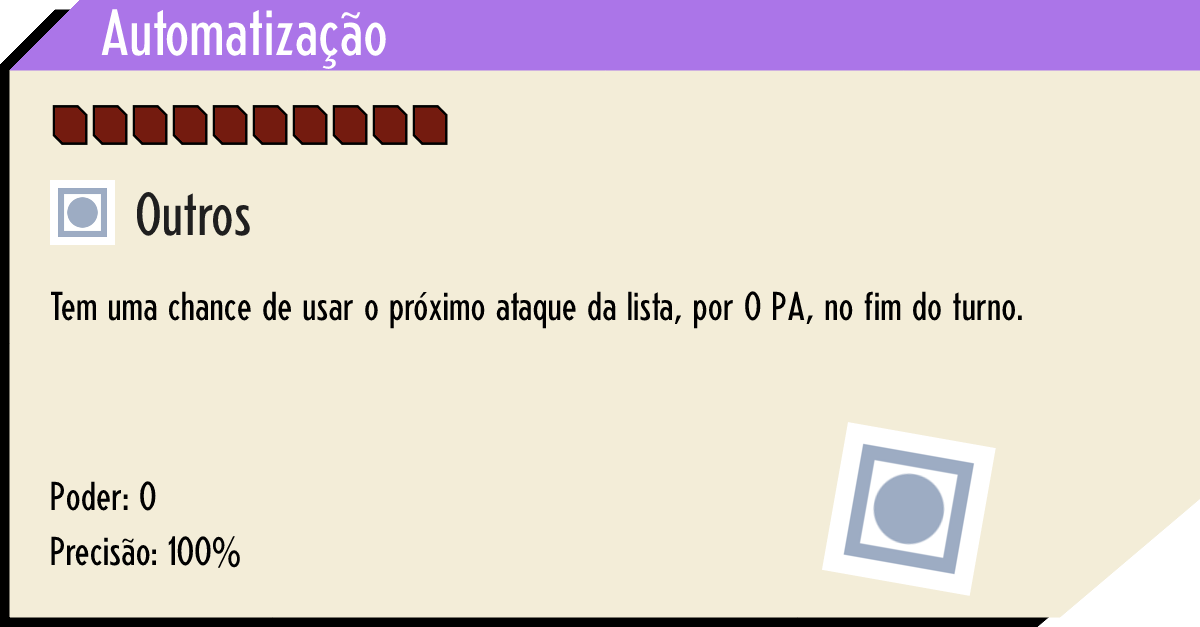 Automatização
Outros
Tem uma chance de usar o próximo ataque da lista, por 0 PA, no fim do turno.
Poder: 0
Precisão: 100%